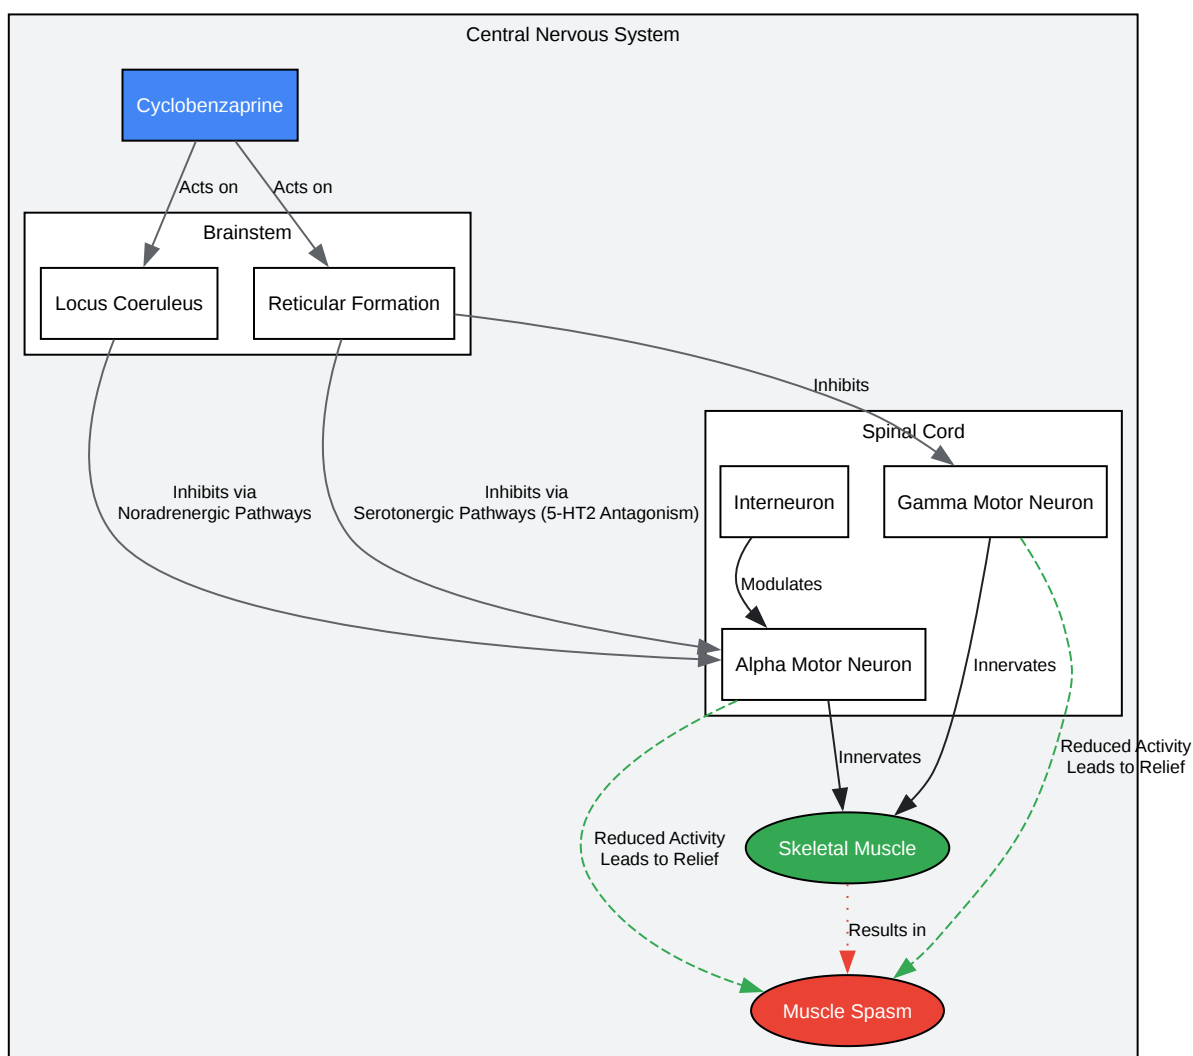 Central Nervous System
Cyclobenzaprine
Acts on
Acts on
Brainstem
Locus Coeruleus
Reticular Formation
Inhibits
Spinal Cord
Inhibits via
Noradrenergic Pathways
Inhibits via
Serotonergic Pathways (5-HT2 Antagonism)
Interneuron
Gamma Motor Neuron
Modulates
Alpha Motor Neuron
Innervates
Innervates
Reduced Activity
Leads to Relief
Reduced Activity
Leads to Relief
Skeletal Muscle
Results in
Muscle Spasm